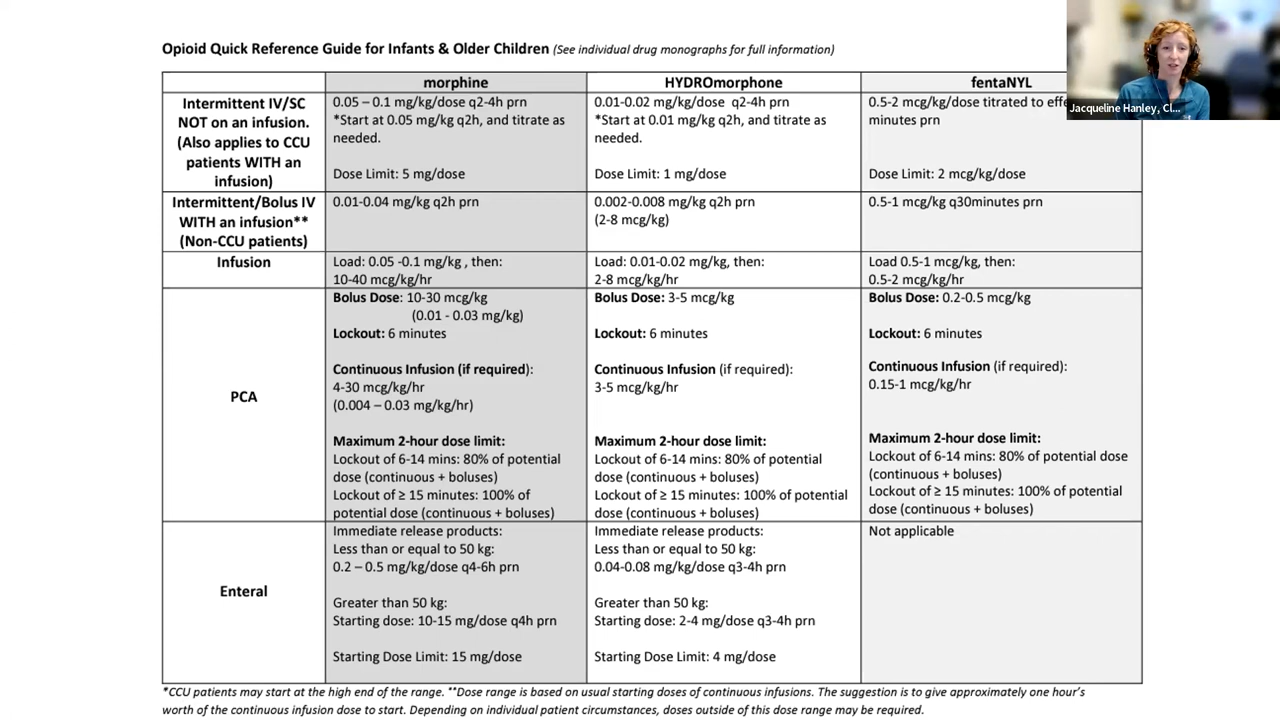 Opioid Quick Reference Guide for Infants & Older Children (See individual drug monographs for full information)
morphine
HYDROmorphone
fentaNYL
Jacqueline Hanley, Cl...
Intermittent IV/SC
NOT on an infusion.
(Also applies to CCU
patients WITH an
infusion)
0.05 – 0.1 mg/kg/dose q2-4h prn
*Start at 0.05 mg/kg q2h, and titrate as
needed.
Dose Limit: 5 mg/dose
0.01-0.02 mg/kg/dose q2-4h prn
*Start at 0.01 mg/kg q2h, and titrate as
needed.
Dose Limit: 1 mg/dose
0.5-2 mcg/kg/dose titrated to
minutes prn
Dose Limit: 2 mcg/kg/dose
Intermittent/Bolus IV
WITH an infusion**
(Non-CCU patients)
0.01-0.04 mg/kg q2h prn
0.002-0.008 mg/kg q2h prn
(2-8 mcg/kg)
0.5-1 mcg/kg q30minutes prn
Infusion
Load: 0.05 -0.1 mg/kg , then:
10-40 mcg/kg/hr
Load: 0.01-0.02 mg/kg, then:
2-8 mcg/kg/hr
Load 0.5-1 mcg/kg, then:
0.5-2 mcg/kg/hr
PCA
Bolus Dose: 10-30 mcg/kg
(0.01 - 0.03 mg/kg)
Lockout: 6 minutes
Continuous Infusion (if required):
4-30 mcg/kg/hr
(0.004 – 0.03 mg/kg/hr)
Maximum 2-hour dose limit:
Lockout of 6-14 mins: 80% of potential
dose (continuous + boluses)
Lockout of ≥ 15 minutes: 100% of
potential dose (continuous + boluses)
Bolus Dose: 3-5 mcg/kg
Lockout: 6 minutes
Continuous Infusion (if required):
3-5 mcg/kg/hr
Maximum 2-hour dose limit:
Lockout of 6-14 mins: 80% of potential
dose (continuous + boluses)
Lockout of ≥ 15 minutes: 100% of potential
dose (continuous + boluses)
Bolus Dose: 0.2-0.5 mcg/kg
Lockout: 6 minutes
Continuous Infusion (if required):
0.15-1 mcg/kg/hr
Maximum 2-hour dose limit:
Lockout of 6-14 mins: 80% of potential dose
(continuous + boluses)
Lockout of ≥ 15 minutes: 100% of potential
dose (continuous + boluses)
Enteral
Immediate release products:
Less than or equal to 50 kg:
0.2 – 0.5 mg/kg/dose q4-6h prn
Greater than 50 kg:
Starting dose: 10-15 mg/dose q4h prn
Starting Dose Limit: 15 mg/dose
Immediate release products:
Less than or equal to 50 kg:
0.04-0.08 mg/kg/dose q3-4h prn
Greater than 50 kg:
Starting dose: 2-4 mg/dose q3-4h prn
Starting Dose Limit: 4 mg/dose
Not applicable
*CCU patients may start at the high end of the range. **Dose range is based on usual starting doses of continuous infusions. The suggestion is to give approximately one hour's
worth of the continuous infusion dose to start. Depending on individual patient circumstances, doses outside of this dose range may be required.